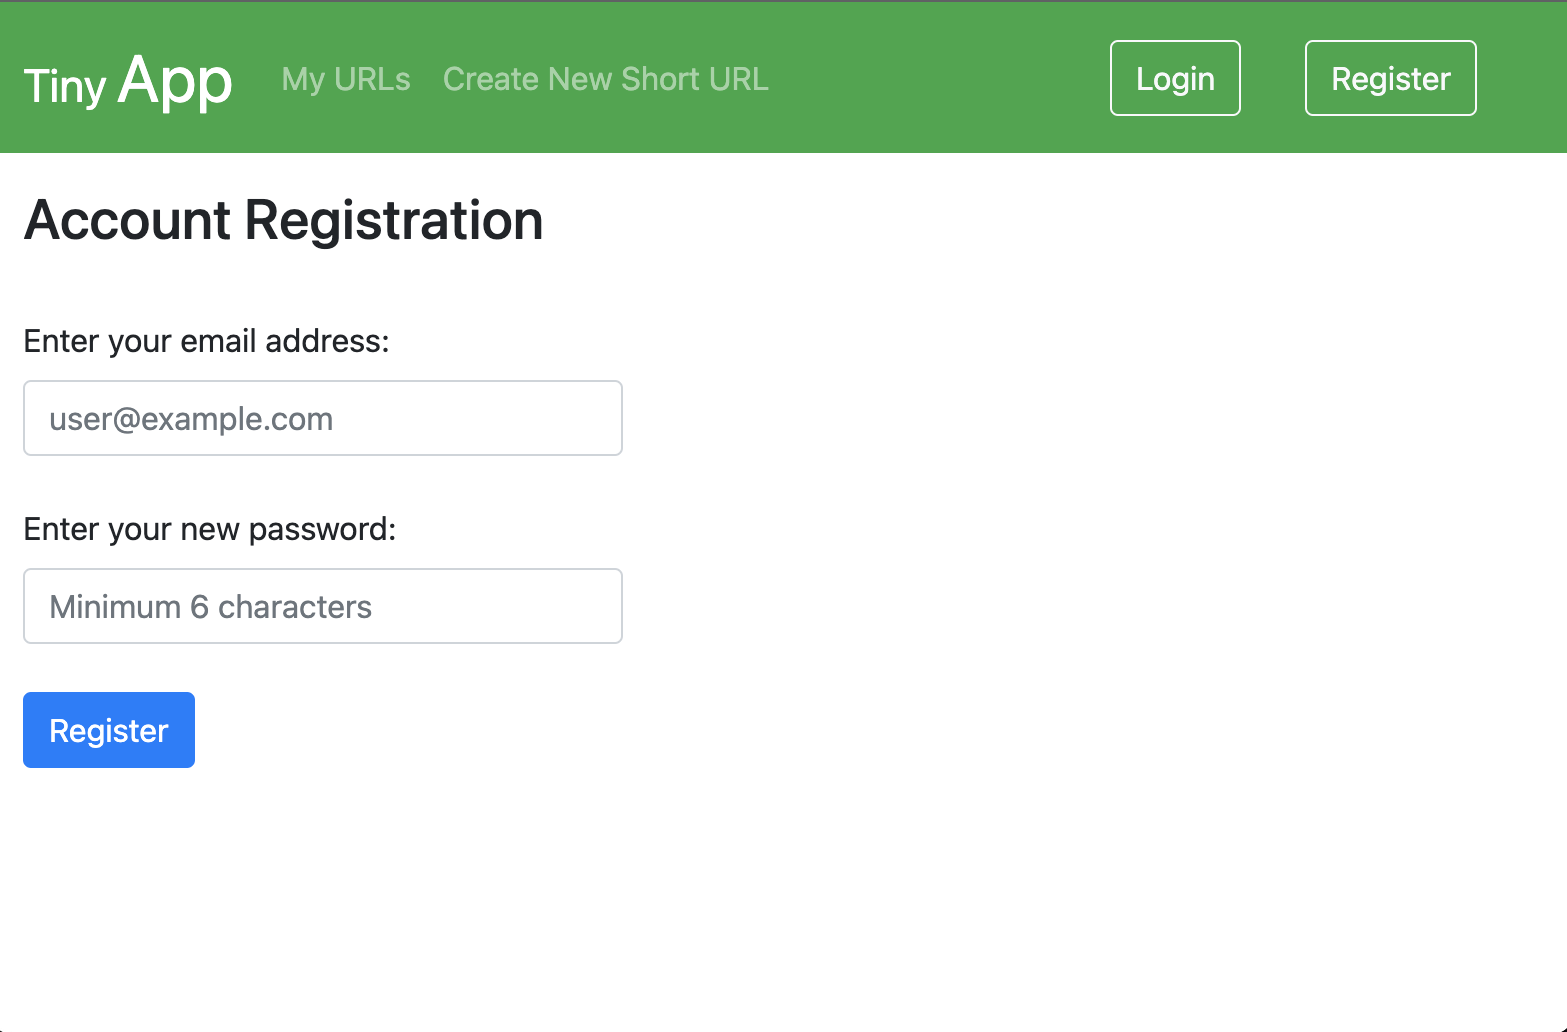 Tiny App My URLs Create New Short URL Login Register
Account Registration
Enter your email address:
user@example.com
Enter your new password:
Minimum 6 characters
Register